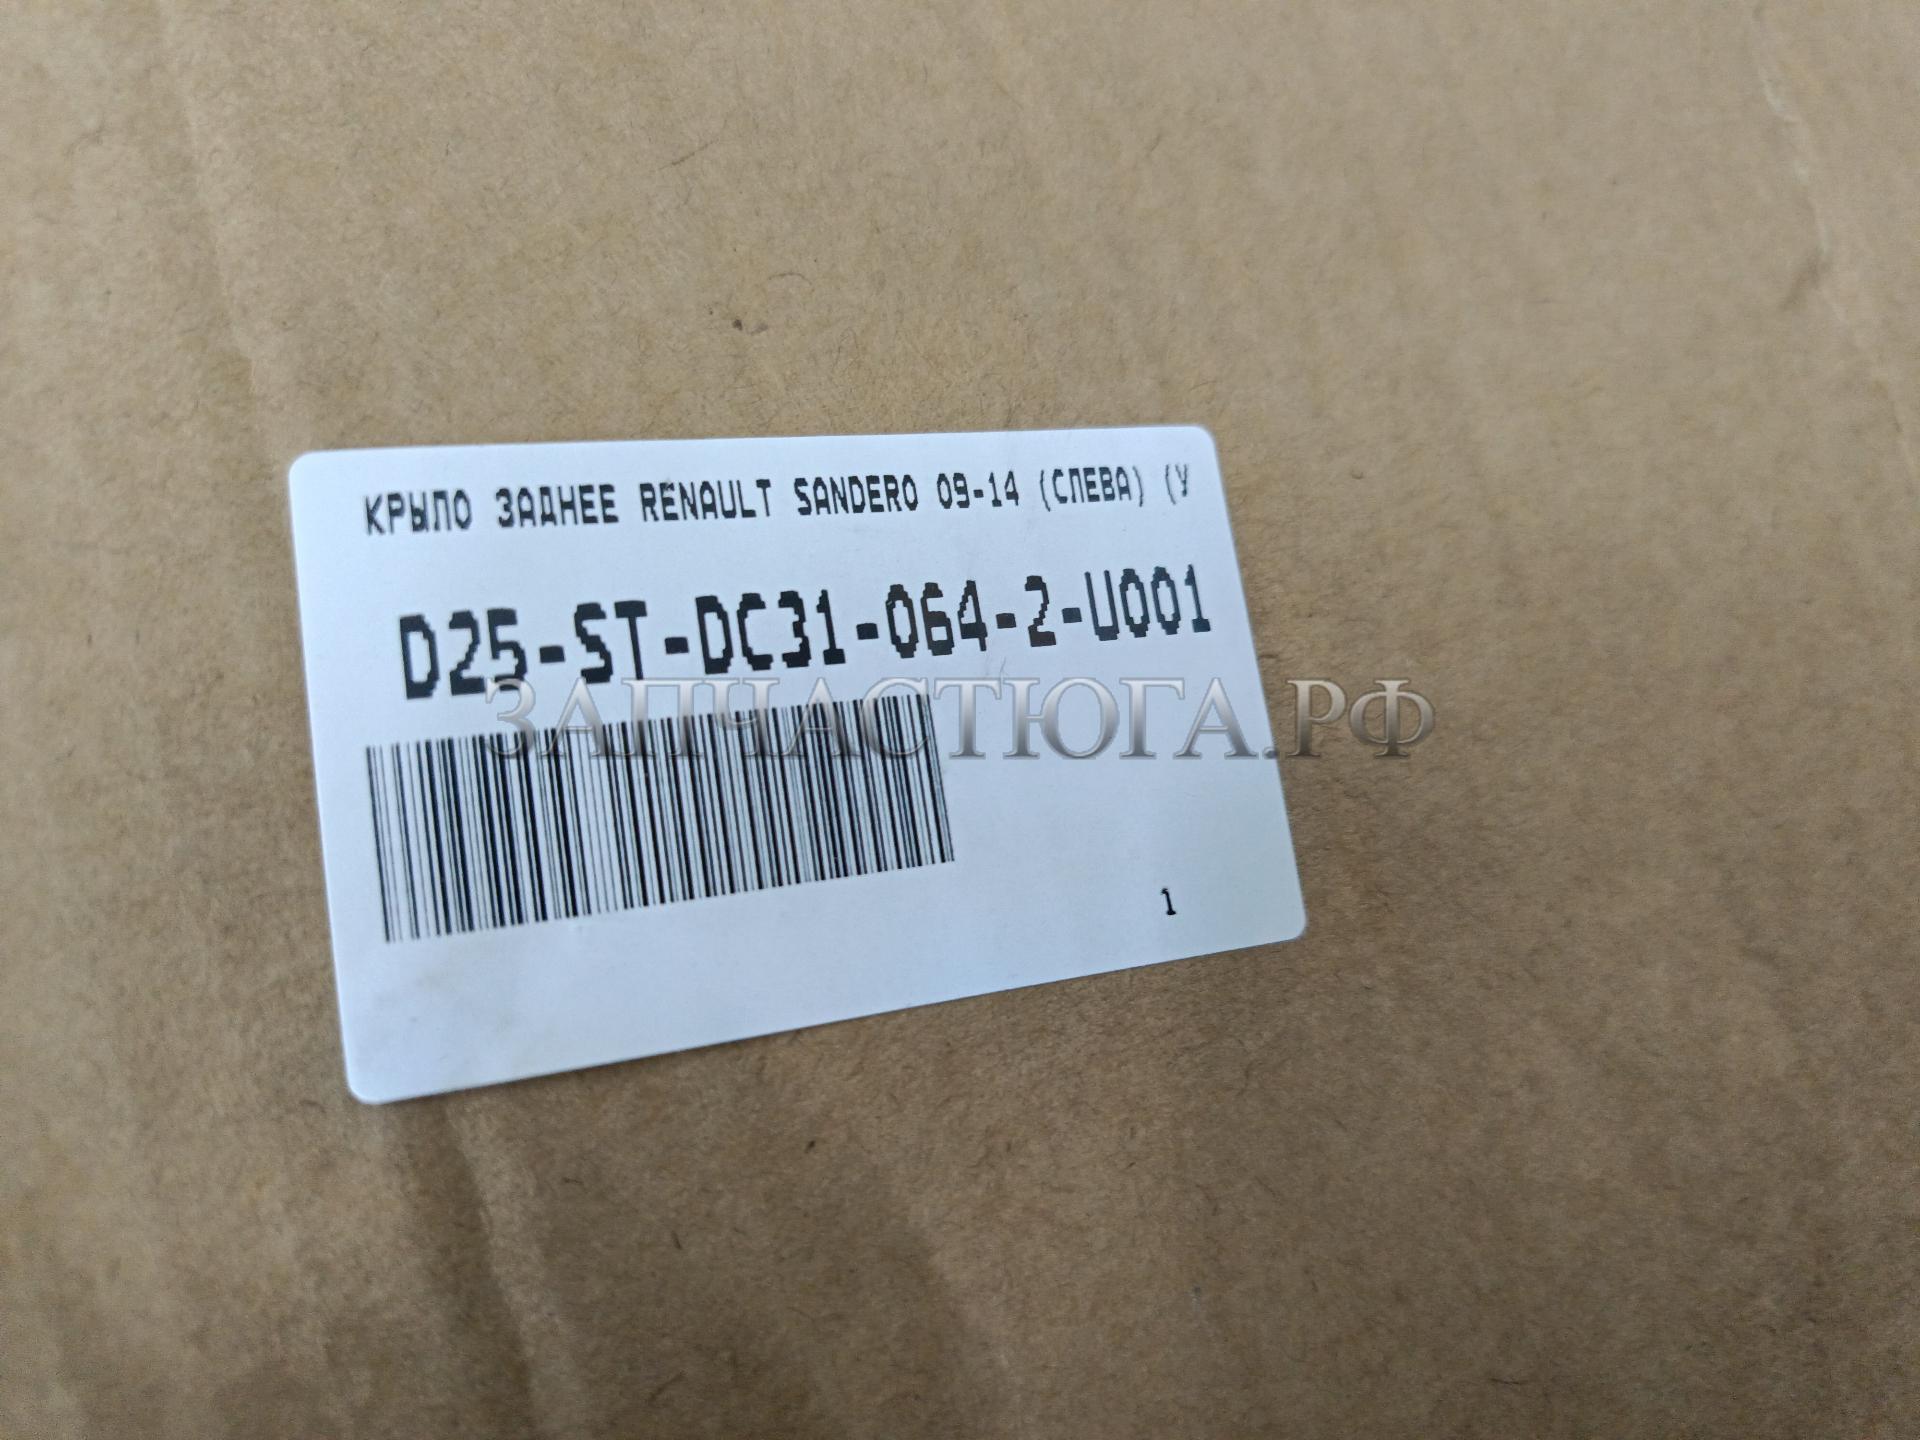 КРЫЛО ЗАДНЕЕ RENAULT SANDERO 09-14 (СЛЕВА) (У
D25-ST-DC31-064-2-U001
ЗАПЧАСТЮГА.РФ
1